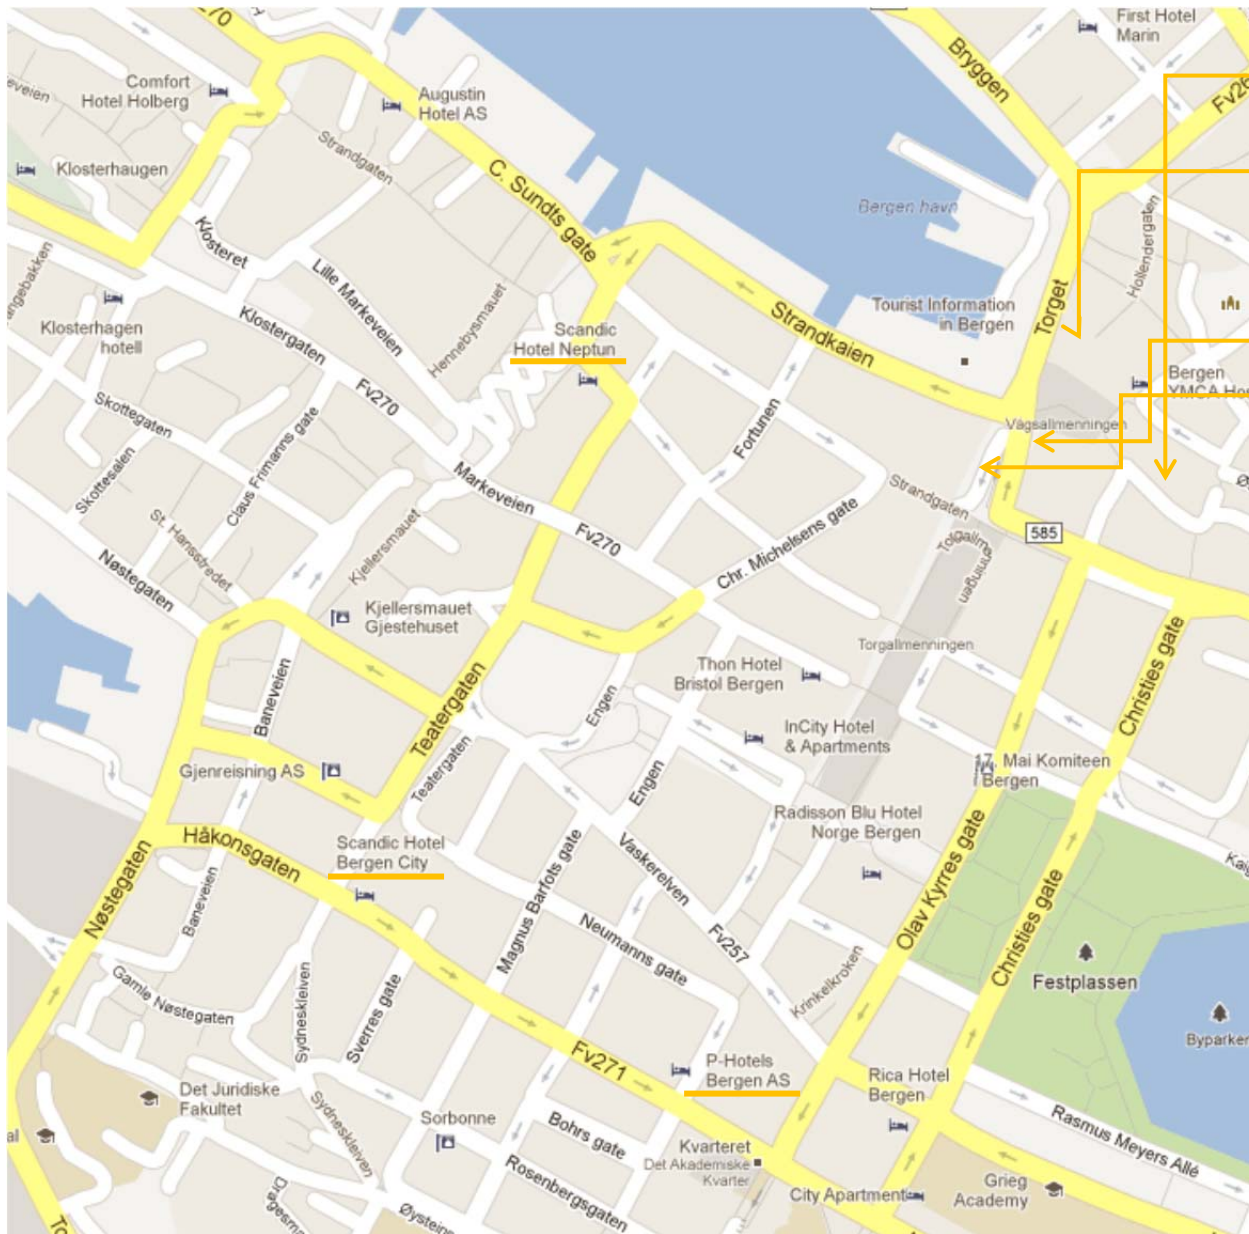 270
First Hotel
Marin
Bryggen
Comfort
Hotel Holberg
Augustin
Hotel AS
Strandgaten
Klosterhaugen
C. Sundts gate
Bergen havn
Hollendergaten
Klosteret
Lille Markeveien
Hennebysmauet
Tourist Information
in Bergen
Torget
Klosterhagen
hotell
Klostergaten
Scandic
Hotel Neptun
Strandkaien
Bergen
Fv270
Skottegaten
Claus Frimanns gate
Fortunen
Vågsallmenningen
Skottesalen
Markeveien
Strandgaten
St. Hansstredet
Kjellersmauet
Fv270
Chr. Michelsens gate
585
Nøstegaten
Kjellersmauet
Gjestehuset
Torgallmenningen
Thon Hotel
Bristol Bergen
Christies gate
Baneveien
Teatergaten
Engen
InCity Hotel
& Apartments
Gjenreisning AS
Teatergaten
Engen
17. Mai Komiteen
i Bergen
Radisson Blu Hotel
Norge Bergen
Håkonsgaten
Scandic Hotel
Bergen City
Vaskerelven
Olav Kyrres gate
Nøstegaten
Baneveien
Magnus Barfots gate
Neumanns gate
Fv257
Christies gate
Festplassen
Krinkelkroken
Gamle Nøstegaten
Sydneskleiven
Sverres gate
Fv271
P-Hotels
Bergen AS
Rica Hotel
Bergen
Det Juridiske
Fakultet
Sydneskleiven
Sorbonne
Bohrs gate
Kvarteret
Det Akademiske
Kvarter
Rasmus Meyers Allé
Rosenbergsgaten
City Apartment
Grieg
Academy